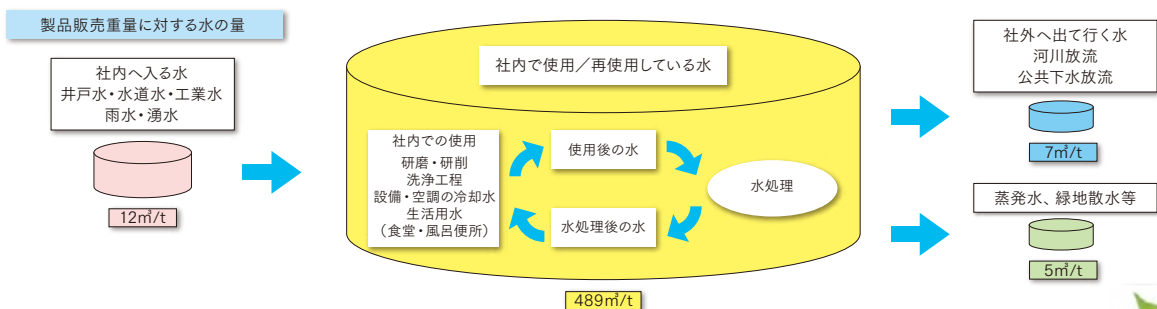 製品販売重量に対する水の量
社内へ入る水
井戸水・水道水・工業水
雨水・湧水
12㎥/t
社内で使用／再使用している水
社内での使用
研磨・研削
洗浄工程
設備・空調の冷却水
生活用水
（食堂・風呂便所）
使用後の水
水処理
水処理後の水
489㎥/t
社外へ出て行く水
河川放流
公共下水放流
7㎥/t
蒸発水、緑地散水等
5㎥/t